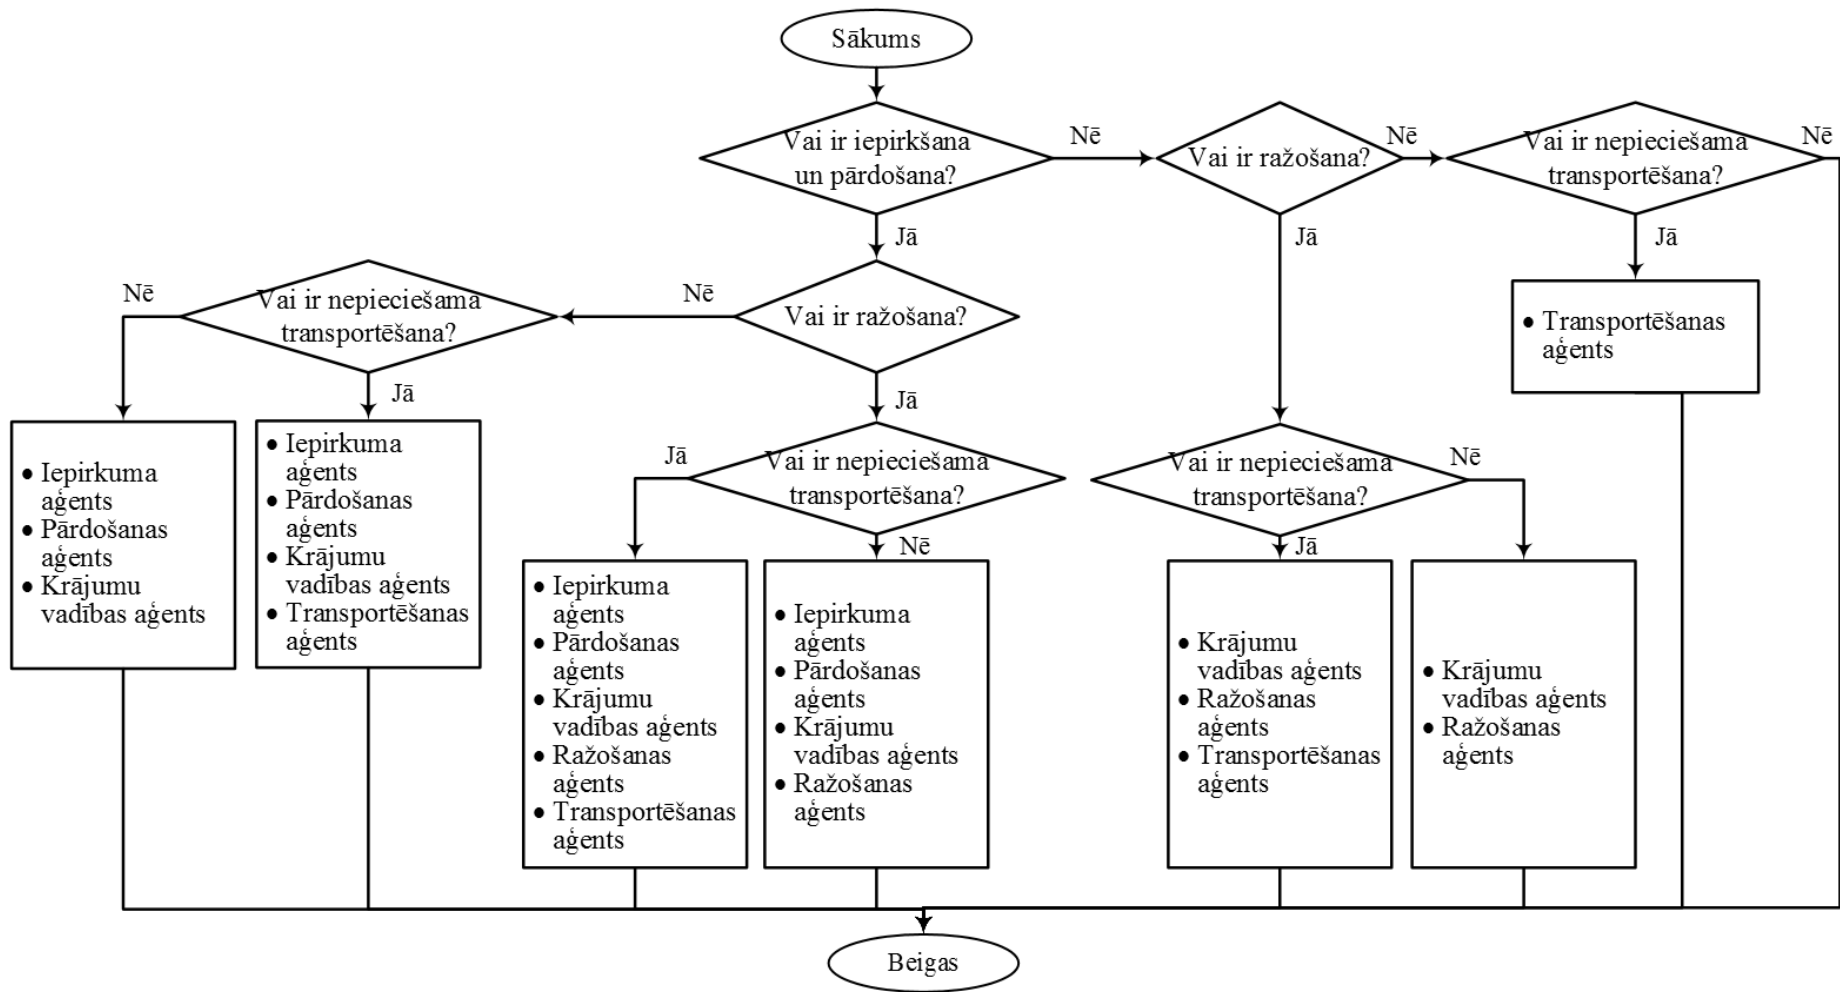 Sākums
Vai ir iepirkšana
un pārdošana?
Nē
Vai ir ražošana?
Nē
Vai ir nepieciešama
transportēšana?
Nē
Jā
Jā
Jā
Nē
Vai ir nepieciešama
transportēšana?
Nē
Vai ir ražošana?
• Transportēšanas
aģents
Jā
Jā
• Iepirkuma
aģents
• Pārdošanas
aģents
• Krājumu
vadības aģents
• Iepirkuma
aģents
• Pārdošanas
aģents
• Krājumu
vadības aģents
• Transportēšanas
aģents
Jā
Vai ir nepieciešama
transportēšana?
Nē
Vai ir nepieciešama
transportēšana?
Nē
Jā
• Iepirkuma
aģents
• Pārdošanas
aģents
• Krājumu
vadības aģents
• Ražošanas
aģents
• Transportēšanas
aģents
• Iepirkuma
aģents
• Pārdošanas
aģents
• Krājumu
vadības aģents
• Ražošanas
aģents
• Krājumu
vadības aģents
• Ražošanas
aģents
• Transportēšanas
aģents
• Krājumu
vadības aģents
• Ražošanas
aģents
Beigas